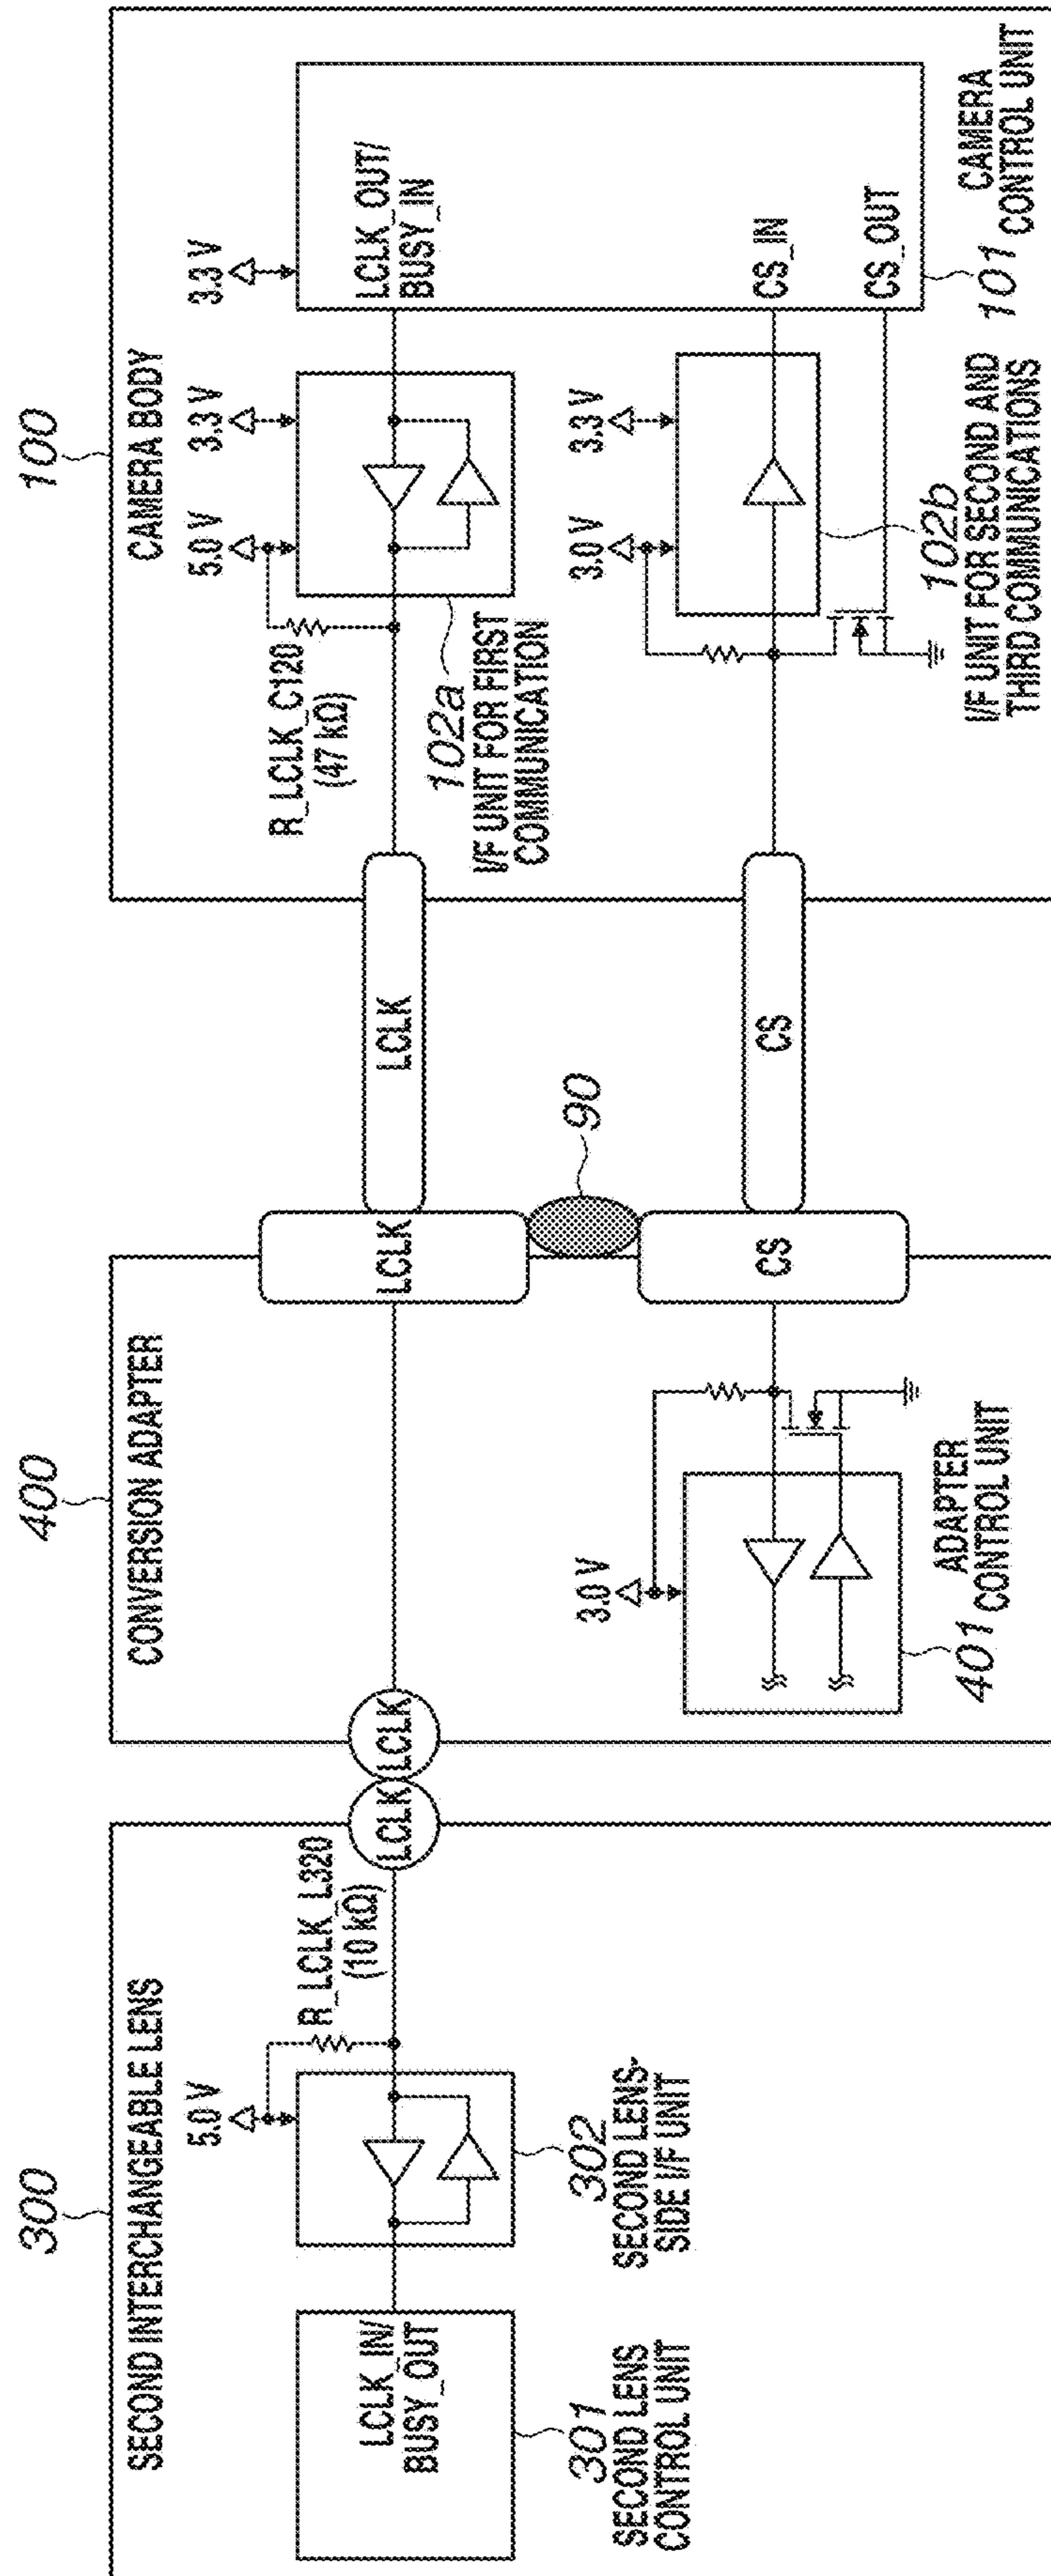 300
SECOND INTERCHANGEABLE LENS
5.0 V
R_LCLK_L320
(10 kΩ)
LCLK_IN/
BUSY_OUT
LCLK
301
SECOND LENS
CONTROL UNIT
302
SECOND LENS-
SIDE I/F UNIT
400
CONVERSION ADAPTER
LCLK
LCLK
3.0 V
CS
401
ADAPTER
CONTROL UNIT
90
LCLK
CS
100
CAMERA BODY
5.0 V
3.3 V
3.3 V
R_LCLK_C120
(47 kΩ)
LCLK_OUT/
BUSY_IN
102a
I/F UNIT FOR FIRST
COMMUNICATION
3.0 V
3.3 V
CS_IN
CS_OUT
102b
I/F UNIT FOR SECOND AND
THIRD COMMUNICATIONS
101
CAMERA
CONTROL UNIT